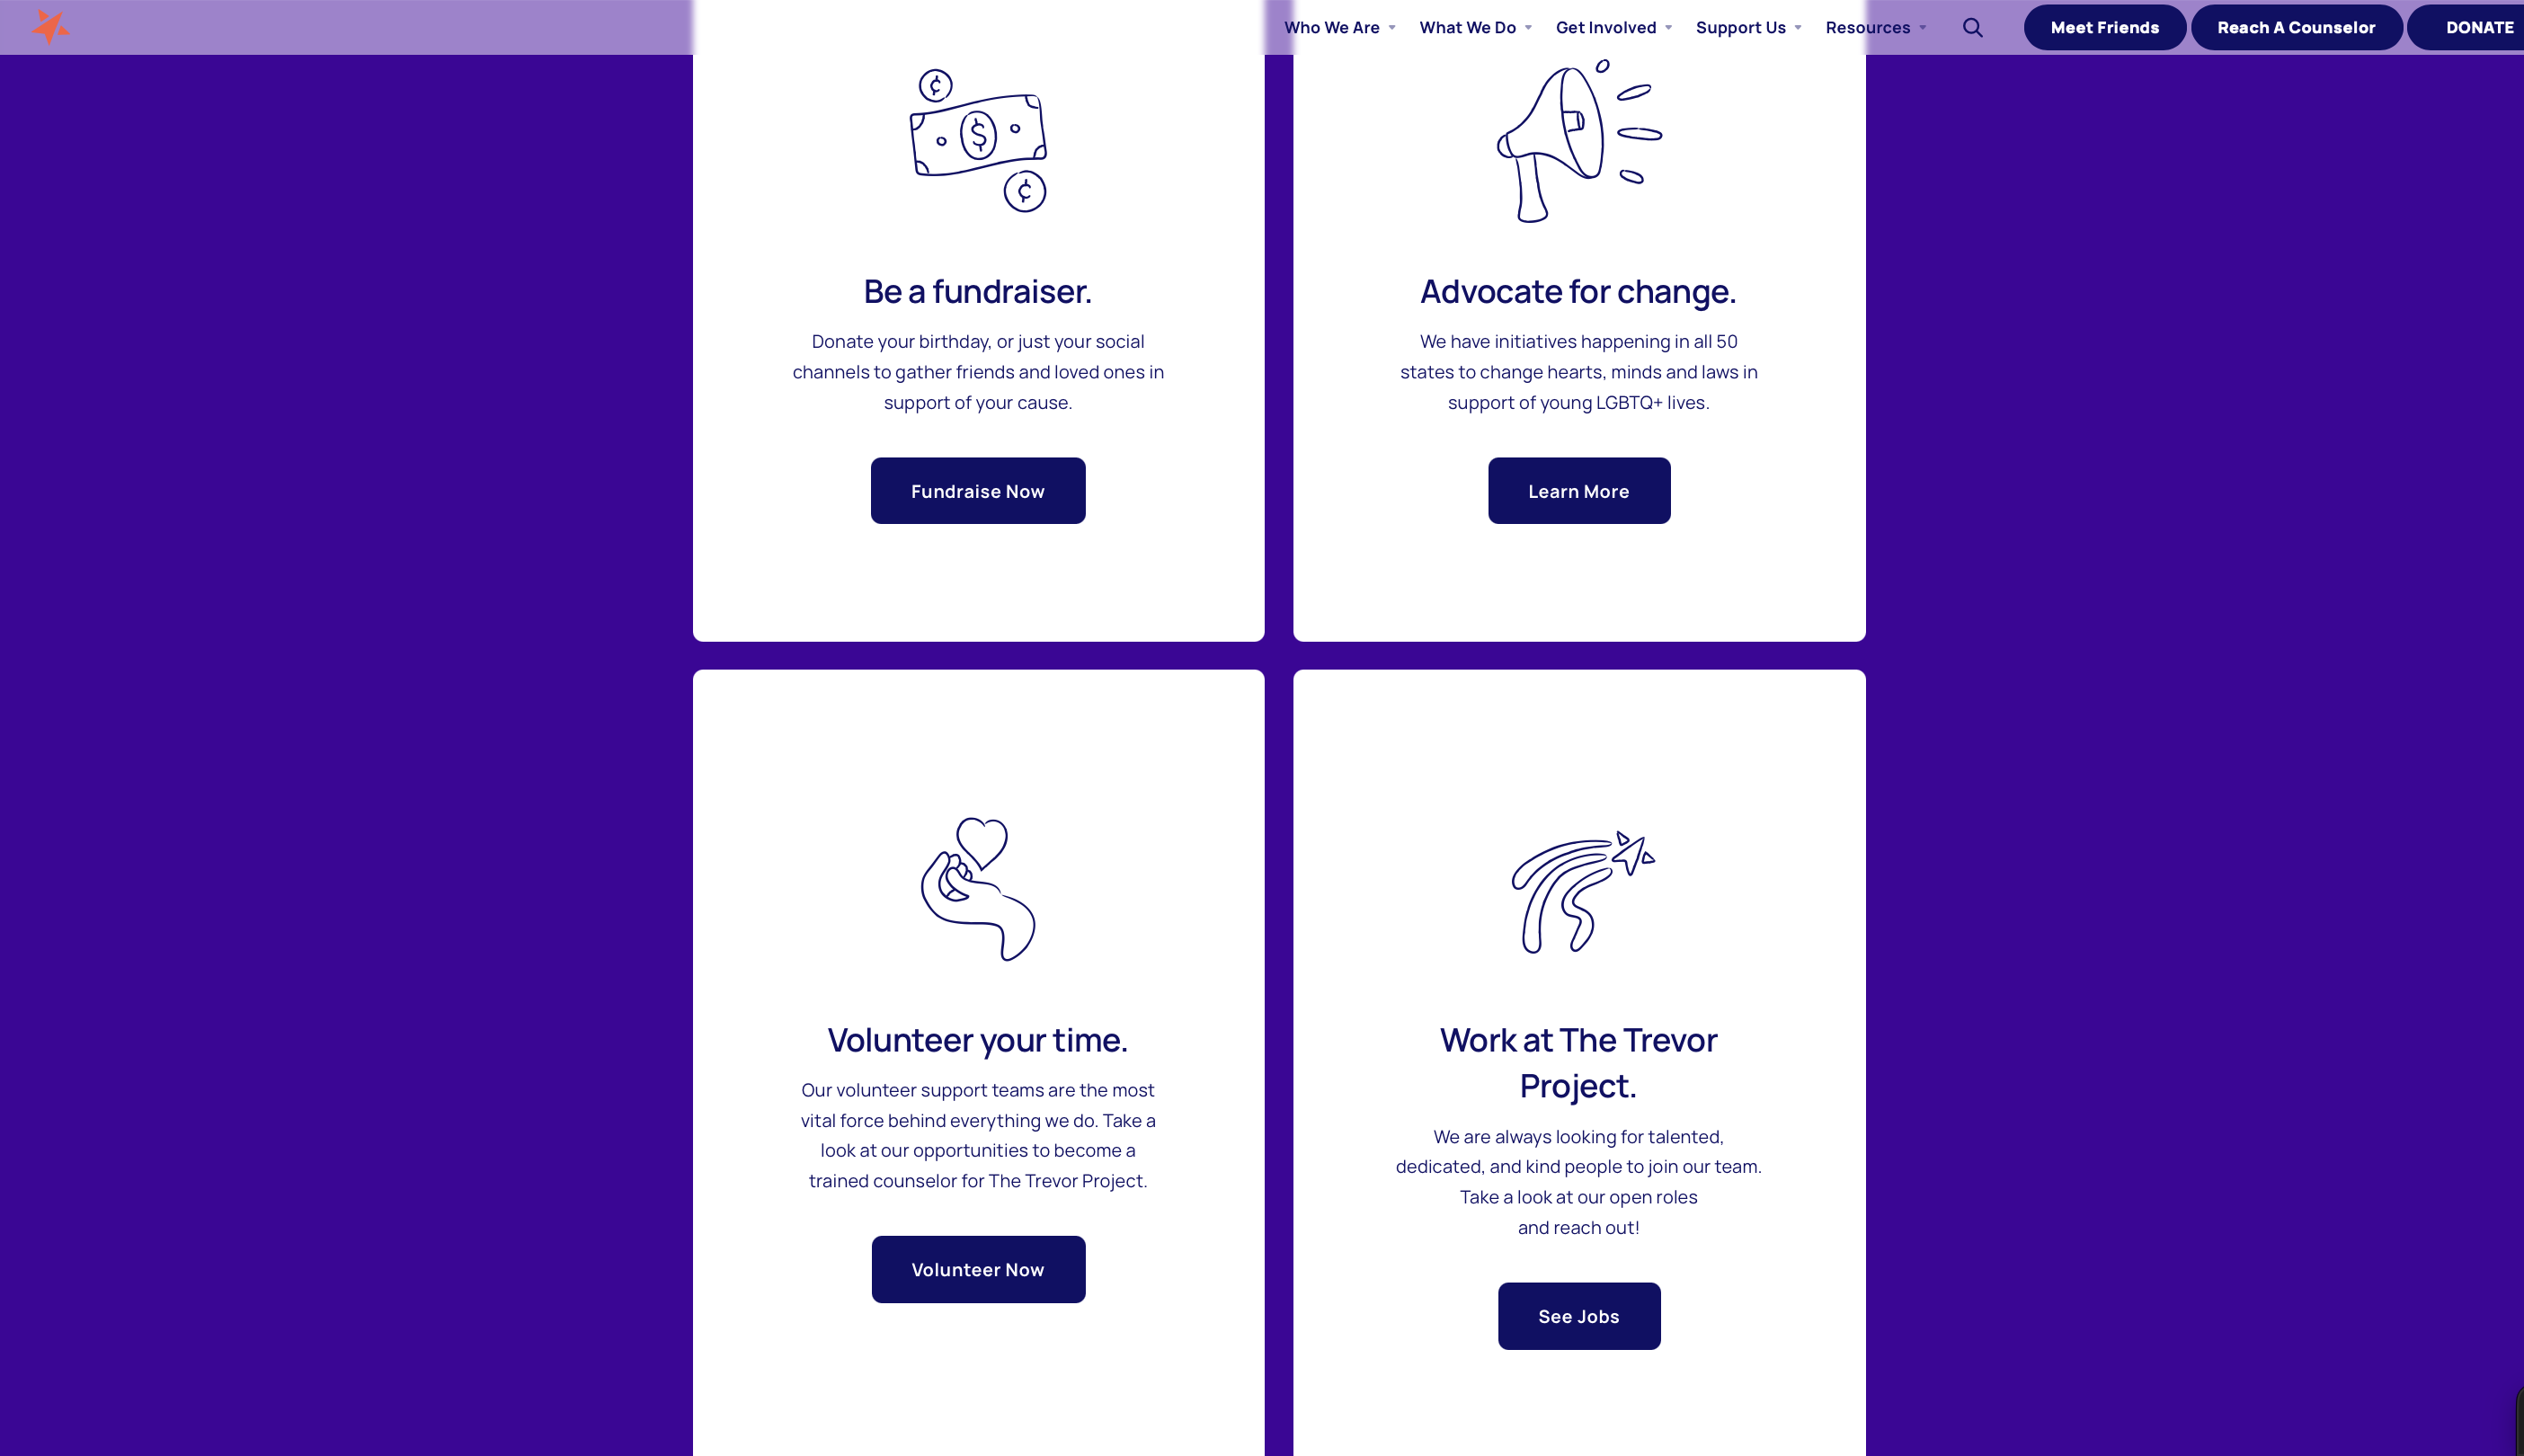 Who We Are
What We Do
Get Involved
Support Us
Resources
Meet Friends
Reach A Counselor
DONATE
¢
$
¢
Be a fundraiser.
Donate your birthday, or just your social
channels to gather friends and loved ones in
support of your cause.
Fundraise Now
Advocate for change.
We have initiatives happening in all 50
states to change hearts, minds and laws in
support of young LGBTQ+ lives.
Learn More
Volunteer your time.
Our volunteer support teams are the most
vital force behind everything we do. Take a
look at our opportunities to become a
trained counselor for The Trevor Project.
Volunteer Now
Work at The Trevor
Project.
We are always looking for talented,
dedicated, and kind people to join our team.
Take a look at our open roles
and reach out!
See Jobs